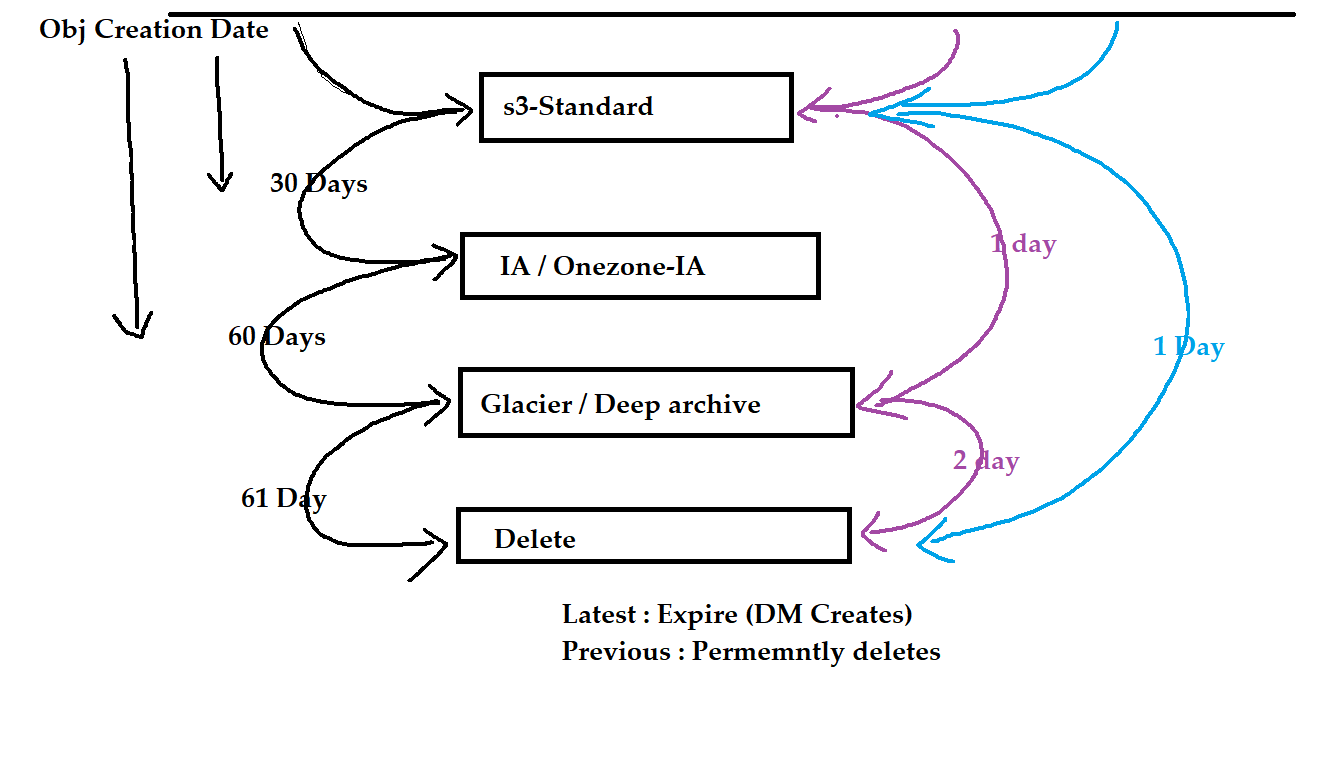 Obj Creation Date
s3-Standard
30 Days
1 day
IA / Onezone-IA
60 Days
1 Day
Glacier / Deep archive
2 day
61 Day
Delete
Latest : Expire (DM Creates)
Previous : Permemntly deletes